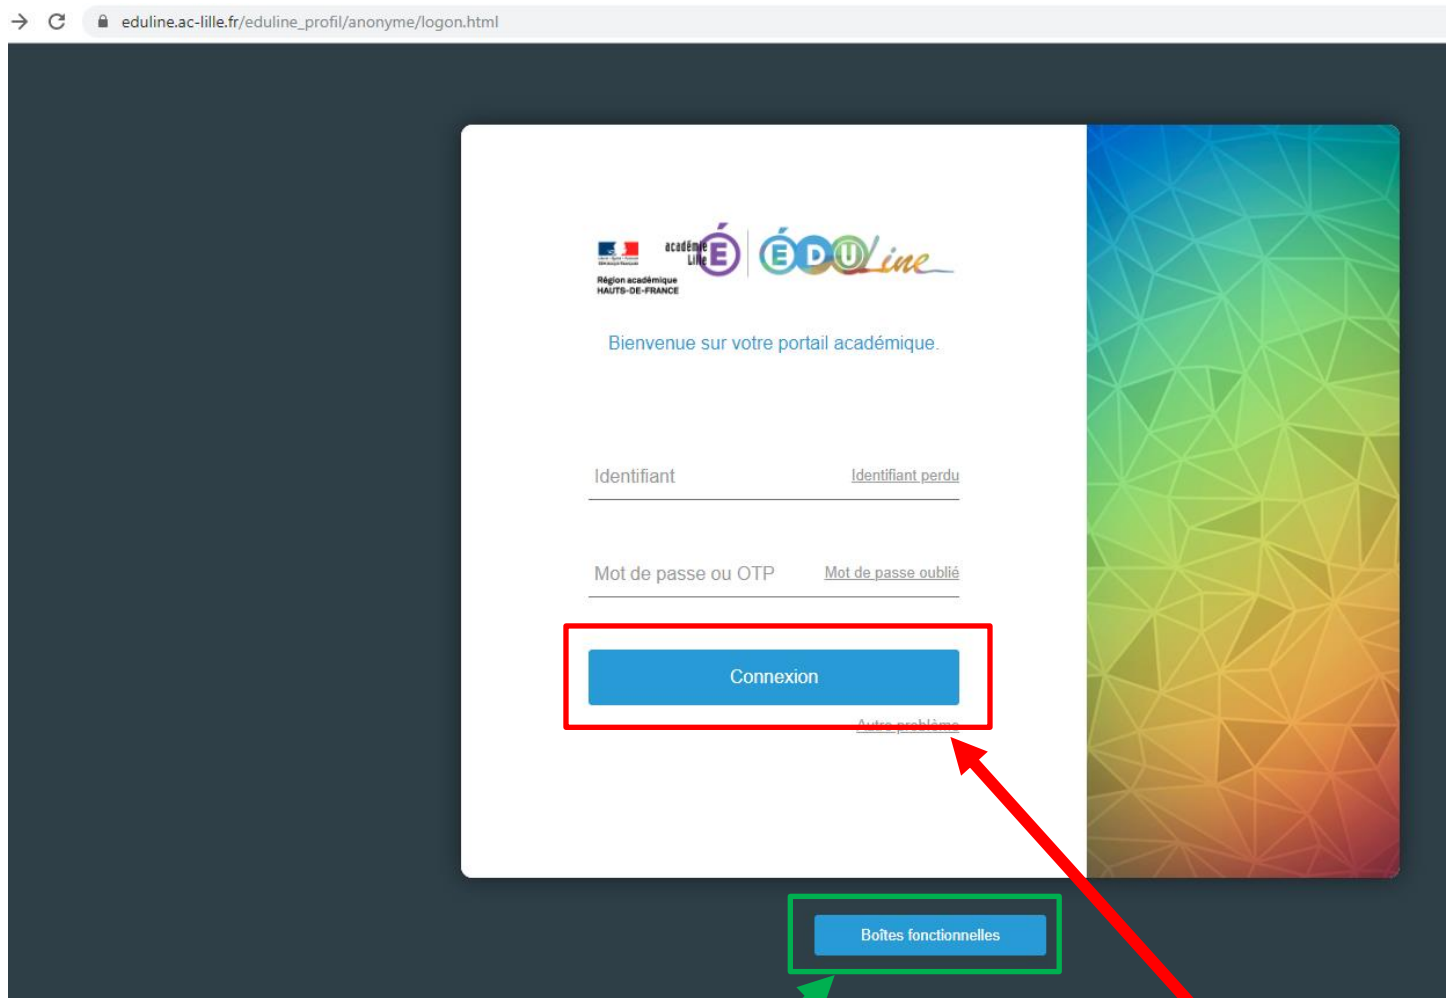 eduline.ac-lille.fr/eduline_profil/anonyme/logon.html
académie
Lille
É
ÉDULine
Région académique
HAUTS-DE-FRANCE
Bienvenue sur votre portail académique.
Identifiant Identifiant perdu
Mot de passe ou OTP Mot de passe oublié
Connexion
Autre problème
Boîtes fonctionnelles